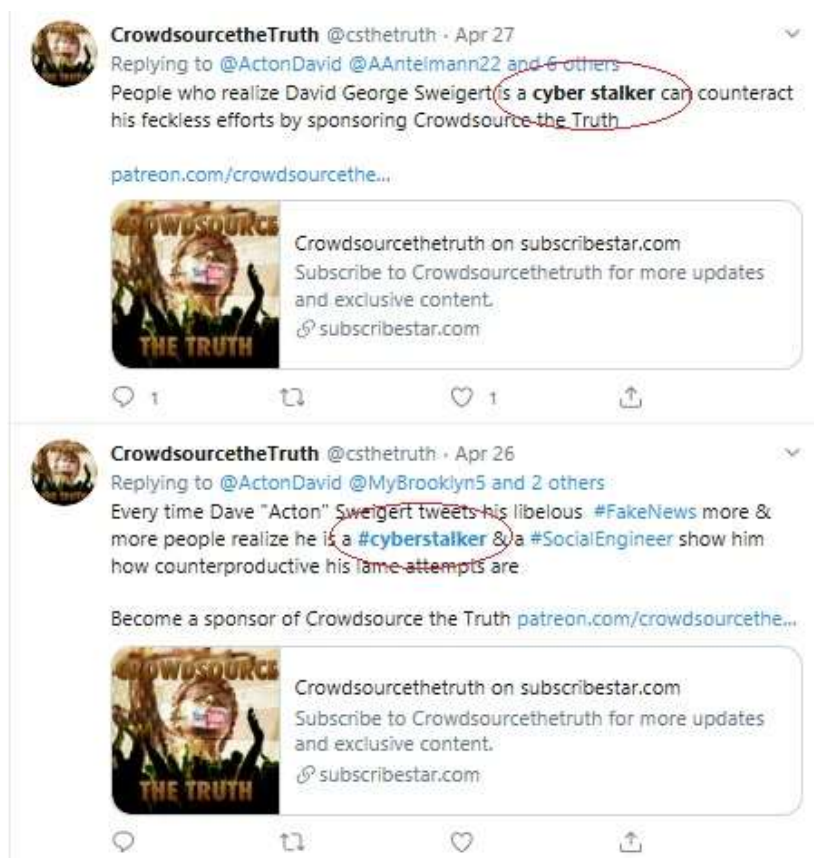 CrowdsourcetheTruth @csthetruth · Apr 27
Replying to @ActonDavid @AAntelmann22 and 6 others
People who realize David George Sweigert is a cyber stalker can counteract
his feckless efforts by sponsoring Crowdsource the Truth
patreon.com/crowdsourcethe...
CROWDSOURCE
THE TRUTH
Crowdsourcethetruth on subscribestar.com
Subscribe to Crowdsourcethetruth for more updates
and exclusive content.
subscribestar.com
1 1
CrowdsourcetheTruth @csthetruth · Apr 26
Replying to @ActonDavid @MyBrooklyn5 and 2 others
Every time Dave "Acton" Sweigert tweets his libelous #FakeNews more &
more people realize he is a #cyberstalker & a #SocialEngineer show him
how counterproductive his lame attempts are
Become a sponsor of Crowdsource the Truth patreon.com/crowdsourcethe...
CROWDSOURCE
THE TRUTH
Crowdsourcethetruth on subscribestar.com
Subscribe to Crowdsourcethetruth for more updates
and exclusive content.
subscribestar.com